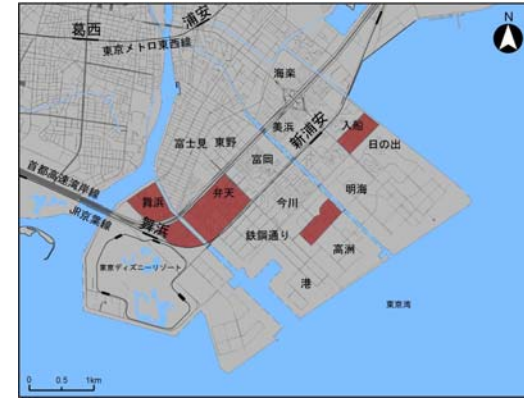 N
浦安
葛西
東京メトロ東西線
海楽
美浜
新浦安
入船
日の出
富士見
東野
富岡
首都高速湾岸線
JR京葉線
舞浜
弁天
今川
明海
舞浜
鉄鋼通り
高洲
東京ディズニーリゾート
港
東京湾
0 0.5 1km